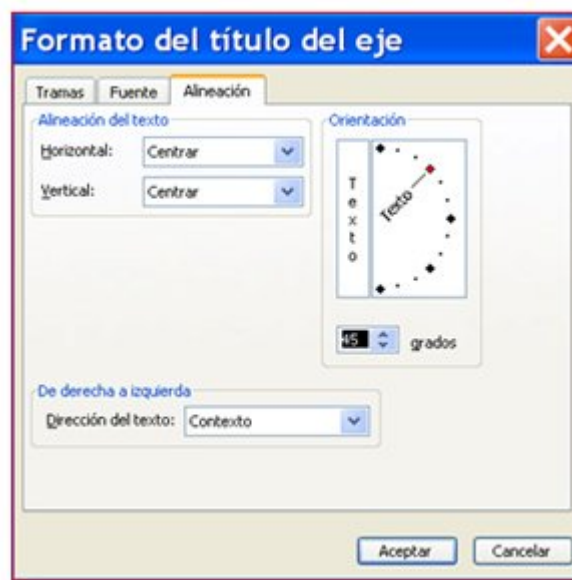 Formato del título del eje
Tramas Fuente Alineación
Alineación del texto
Horizontal: Centrar
Vertical: Centrar
Orientación
Texto
Texto
45 grados
De derecha a izquierda
Dirección del texto: Contexto
Aceptar Cancelar